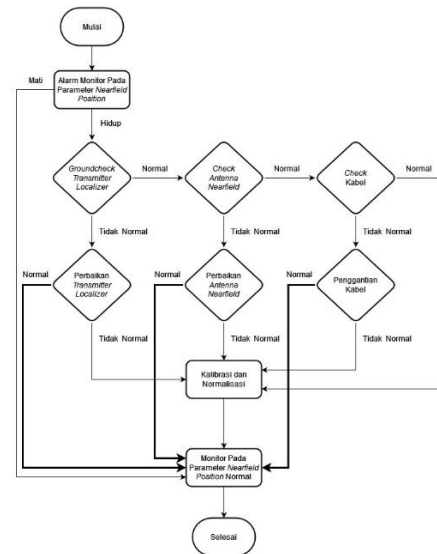 Mulai
Mati
Alarm Monitor Pada
Parameter Nearfield
Position
Hidup
Groundcheck
Transmitter
Localizer
Normal
Check
Antenna
Nearfield
Normal
Check
Kabel
Normal
Tidak Normal
Tidak Normal
Tidak Normal
Normal
Perbaikan
Transmitter
Localizer
Normal
Perbaikan
Antenna
Nearfield
Normal
Penggantian
Kabel
Tidak Normal
Tidak Normal
Tidak Normal
Kalibrasi dan
Normalisasi
Monitor Pada
Parameter Nearfield
Position Normal
Selesai